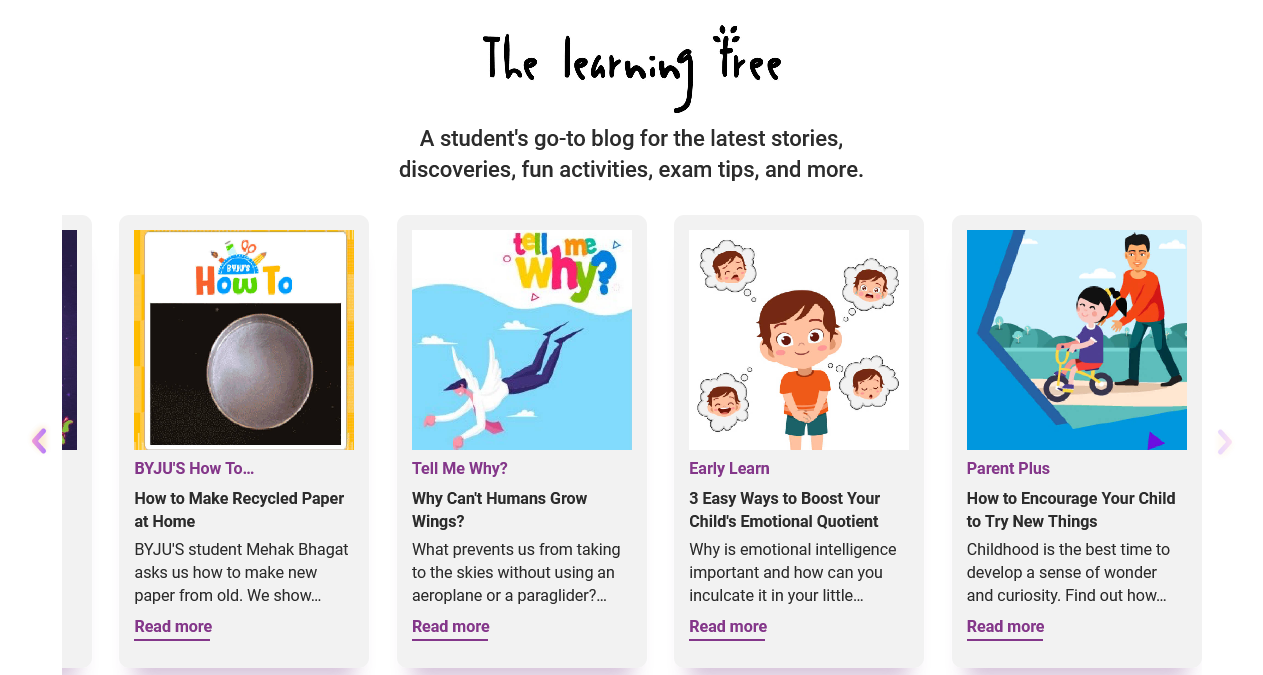 The learning tree
A student's go-to blog for the latest stories,
discoveries, fun activities, exam tips, and more.
BYJU'S
How To
BYJU'S How To...
How to Make Recycled Paper
at Home
BYJU'S student Mehak Bhagat
asks us how to make new
paper from old. We show...
Read more
tell me
why?
Tell Me Why?
Why Can't Humans Grow
Wings?
What prevents us from taking
to the skies without using an
aeroplane or a paraglider?...
Read more
Early Learn
3 Easy Ways to Boost Your
Child's Emotional Quotient
Why is emotional intelligence
important and how can you
inculcate it in your little...
Read more
Parent Plus
How to Encourage Your Child
to Try New Things
Childhood is the best time to
develop a sense of wonder
and curiosity. Find out how...
Read more